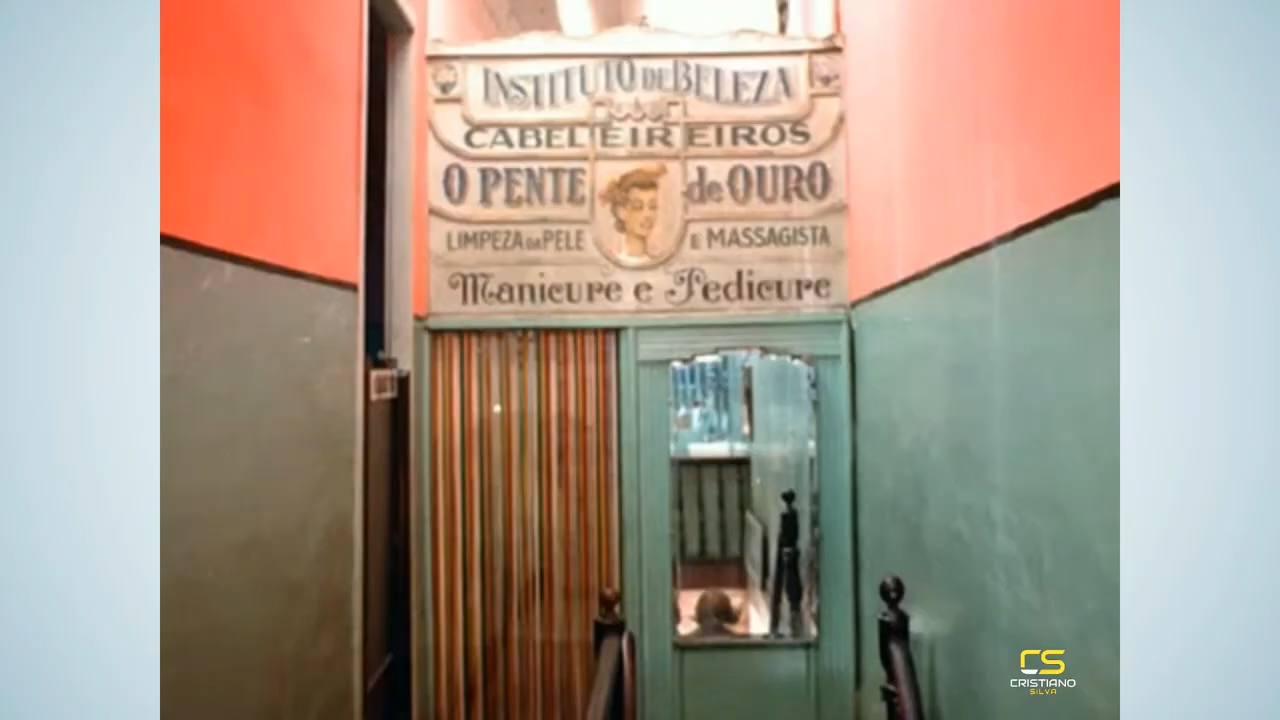 INSTITUTO DE BELEZA
CABELEIREIROS
O PENTE de OURO
LIMPEZA DA PELE E MASSAGISTA
Manicure e Pedicure
CS
CRISTIANO
SILVA